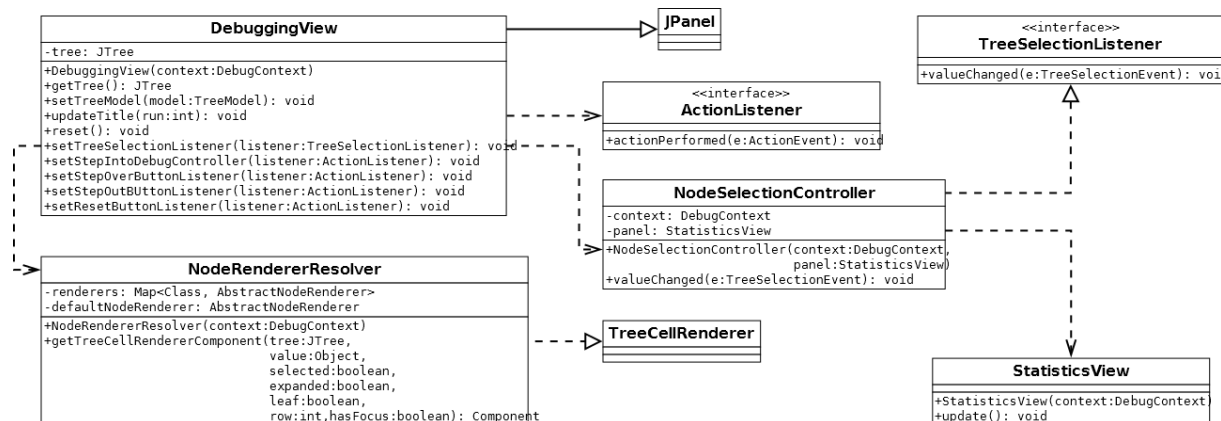 DebuggingView
-tree: JTree
+DebuggingView(context:DebugContext)
+getTree(): JTree
+setTreeModel(model:TreeModel): void
+updateTitle(run:int): void
+reset(): void
+setTreeSelectionListener(listener:TreeSelectionListener): void
+setStepIntoDebugController(listener:ActionListener): void
+setStepOverButtonListener(listener:ActionListener): void
+setStepOutBUttonListener(listener:ActionListener): void
+setResetButtonListener(listener:ActionListener): void
JPanel
<<interface>>
TreeSelectionListener
+valueChanged(e:TreeSelectionEvent): voi
<<interface>>
ActionListener
+actionPerformed(e:ActionEvent): void
NodeSelectionController
-context: DebugContext
-panel: StatisticsView
+NodeSelectionController(context:DebugContext,
panel:StatisticsView)
+valueChanged(e:TreeSelectionEvent): void
NodeRendererResolver
-renderers: Map<Class, AbstractNodeRenderer>
-defaultNodeRenderer: AbstractNodeRenderer
+NodeRendererResolver(context:DebugContext)
+getTreeCellRendererComponent(tree:JTree,
value:Object,
selected:boolean,
expanded:boolean,
leaf:boolean,
row:int,hasFocus:boolean): Component
TreeCellRenderer
StatisticsView
+StatisticsView(context:DebugContext)
+update(): void